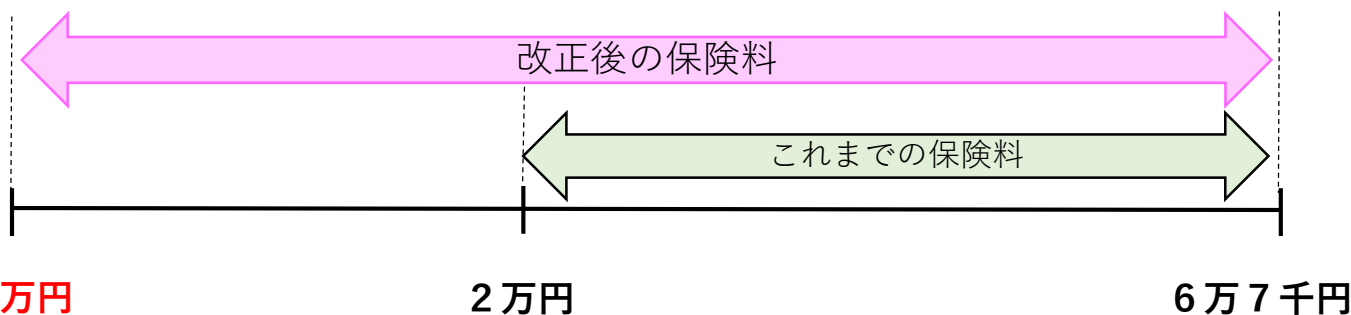 改正後の保険料
これまでの保険料
万円
２万円
６万７千円